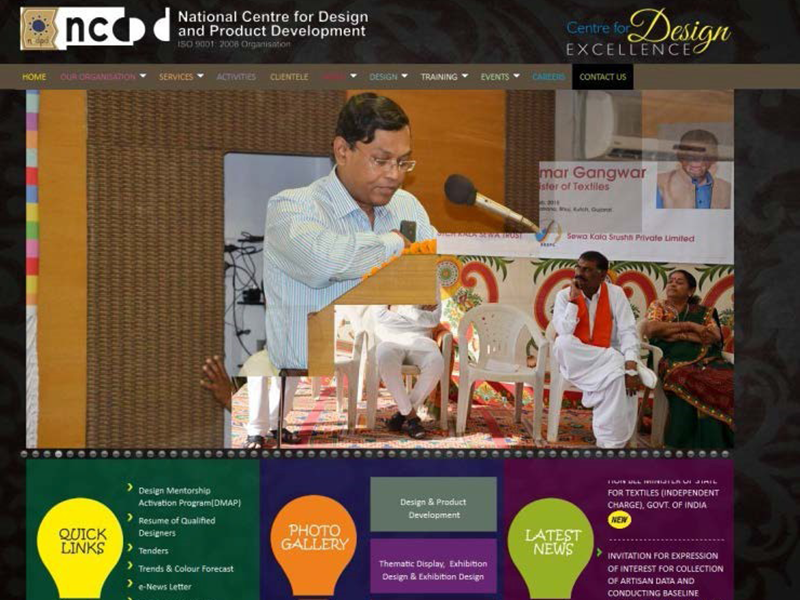 ncpd
National Centre for Design
and Product Development
ISO 9001: 2008 Organisation
Centre for Design
EXCELLENCE
HOME
OUR ORGANISATION
SERVICES
ACTIVITIES
CLIENTELE
DESIGN
TRAINING
EVENTS
CAREERS
CONTACT US
mar Gangwar
ister of Textiles
Sewa Kala Srushti Private Limited
QUICK
LINKS
Design Mentorship
Activation Program(DMAP)
Resume of Qualified
Designers
Tenders
Trends & Colour Forecast
e-News Letter
PHOTO
GALLERY
Design & Product
Development
Thematic Display, Exhibition
Design & Exhibition Design
LATEST
NEWS
HON'BLE MINISTER OF STATE
FOR TEXTILES (INDEPENDENT
CHARGE), GOVT. OF INDIA
NEW
INVITATION FOR EXPRESSION
OF INTEREST FOR COLLECTION
OF ARTISAN DATA AND
CONDUCTING BASELINE